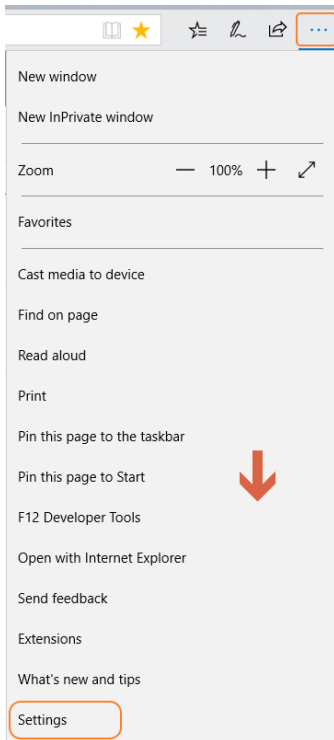 New window
New InPrivate window
Zoom 100%
Favorites
Cast media to device
Find on page
Read aloud
Print
Pin this page to the taskbar
Pin this page to Start
F12 Developer Tools
Open with Internet Explorer
Send feedback
Extensions
What's new and tips
Settings